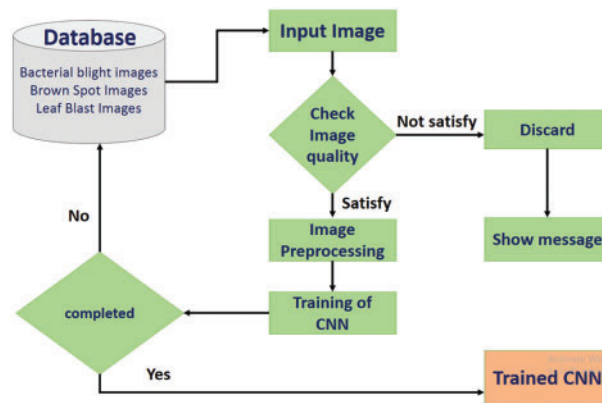 Database
Bacterial blight images
Brown Spot Images
Leaf Blast Images
Input Image
Check
Image
quality
Not satisfy
Discard
Satisfy
Show message
Image
Preprocessing
Training of
CNN
No
completed
Yes
Trained CNN